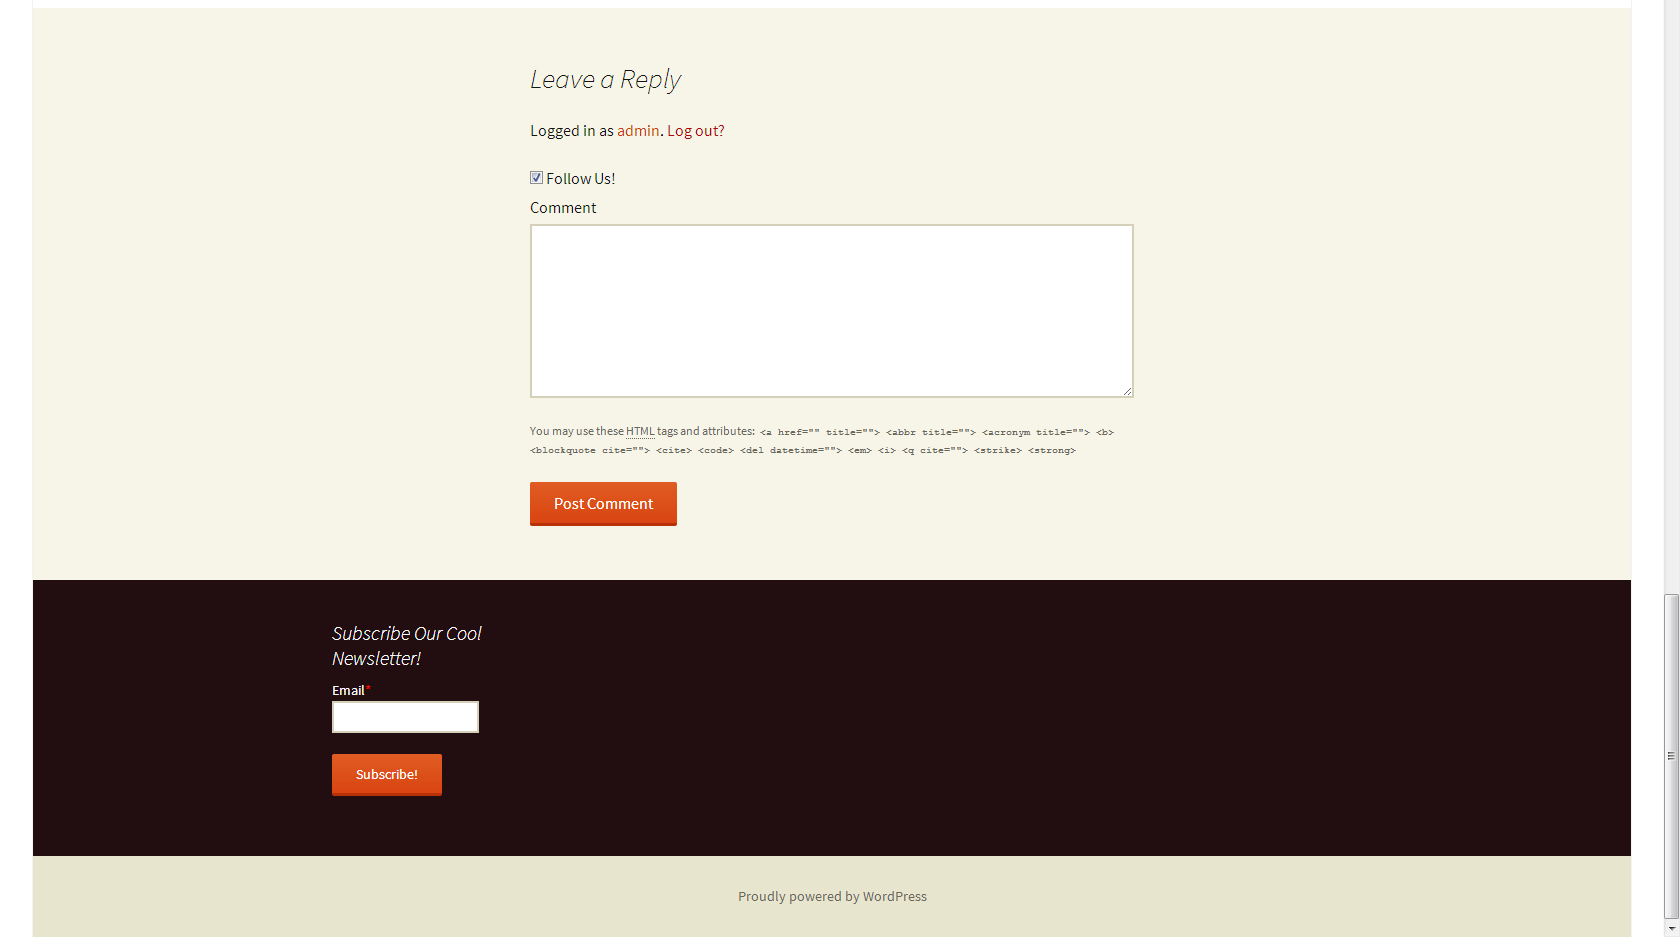 Leave a Reply
Logged in as admin. Log out?
Follow Us!
Comment
You may use these HTML tags and attributes: <a href="" title=""> <abbr title=""> <acronym title=""> <b>
<blockquote cite=""> <cite> <code> <del datetime=""> <em> <i> <q cite=""> <strike> <strong>
Post Comment
Subscribe Our Cool
Newsletter!
Email*
Subscribe!
Proudly powered by WordPress